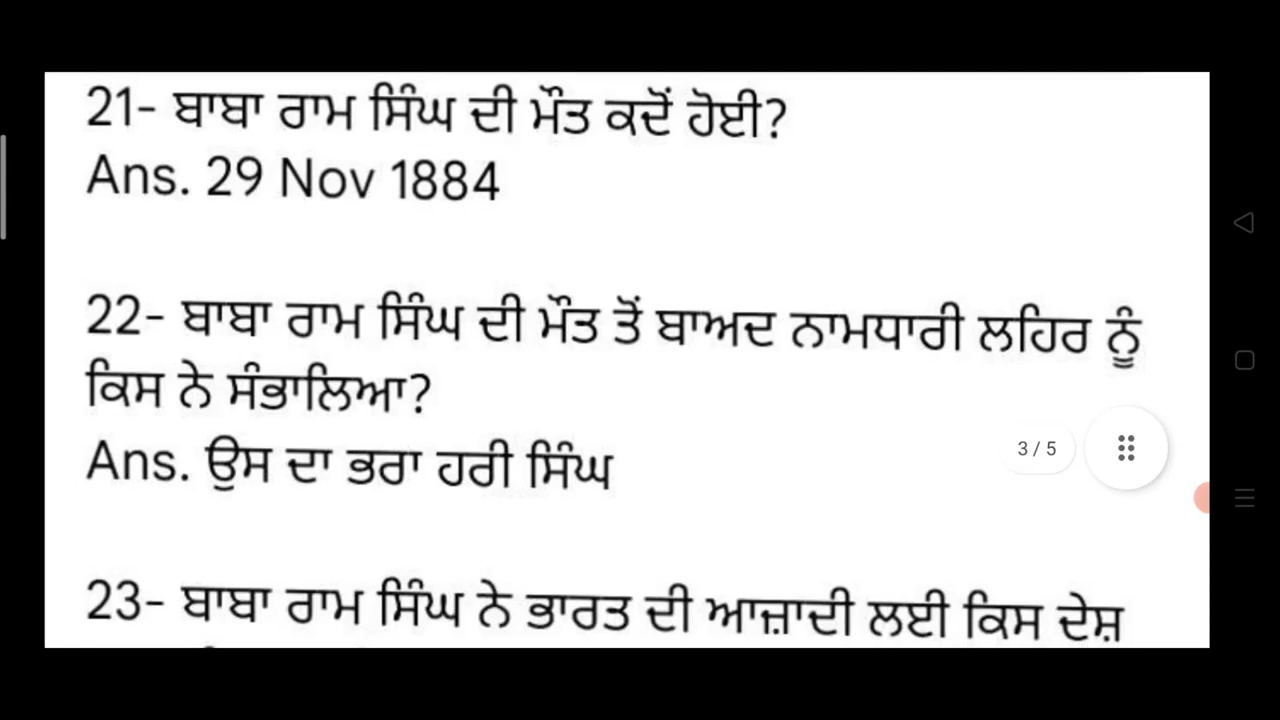 21- ਬਾਬਾ ਰਾਮ ਸਿੰਘ ਦੀ ਮੌਤ ਕਦੋਂ ਹੋਈ?
Ans. 29 Nov 1884
22- ਬਾਬਾ ਰਾਮ ਸਿੰਘ ਦੀ ਮੌਤ ਤੋਂ ਬਾਅਦ ਨਾਮਧਾਰੀ ਲਹਿਰ ਨੂੰ
ਕਿਸ ਨੇ ਸੰਭਾਲਿਆ?
Ans. ਉਸ ਦਾ ਭਰਾ ਹਰੀ ਸਿੰਘ
3 / 5
23- ਬਾਬਾ ਰਾਮ ਸਿੰਘ ਨੇ ਭਾਰਤ ਦੀ ਆਜ਼ਾਦੀ ਲਈ ਕਿਸ ਦੇਸ਼